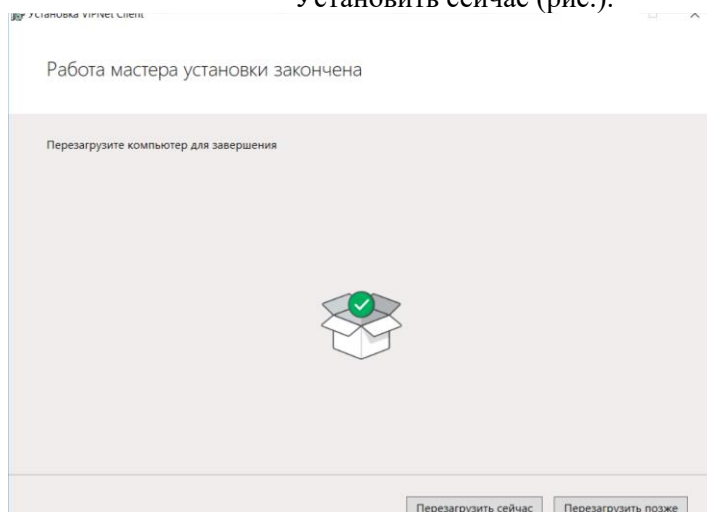 Установить сейчас (рис.).
Установка ViPNet Client
Работа мастера установки закончена
Перезагрузите компьютер для завершения
Перезагрузить сейчас
Перезагрузить позже